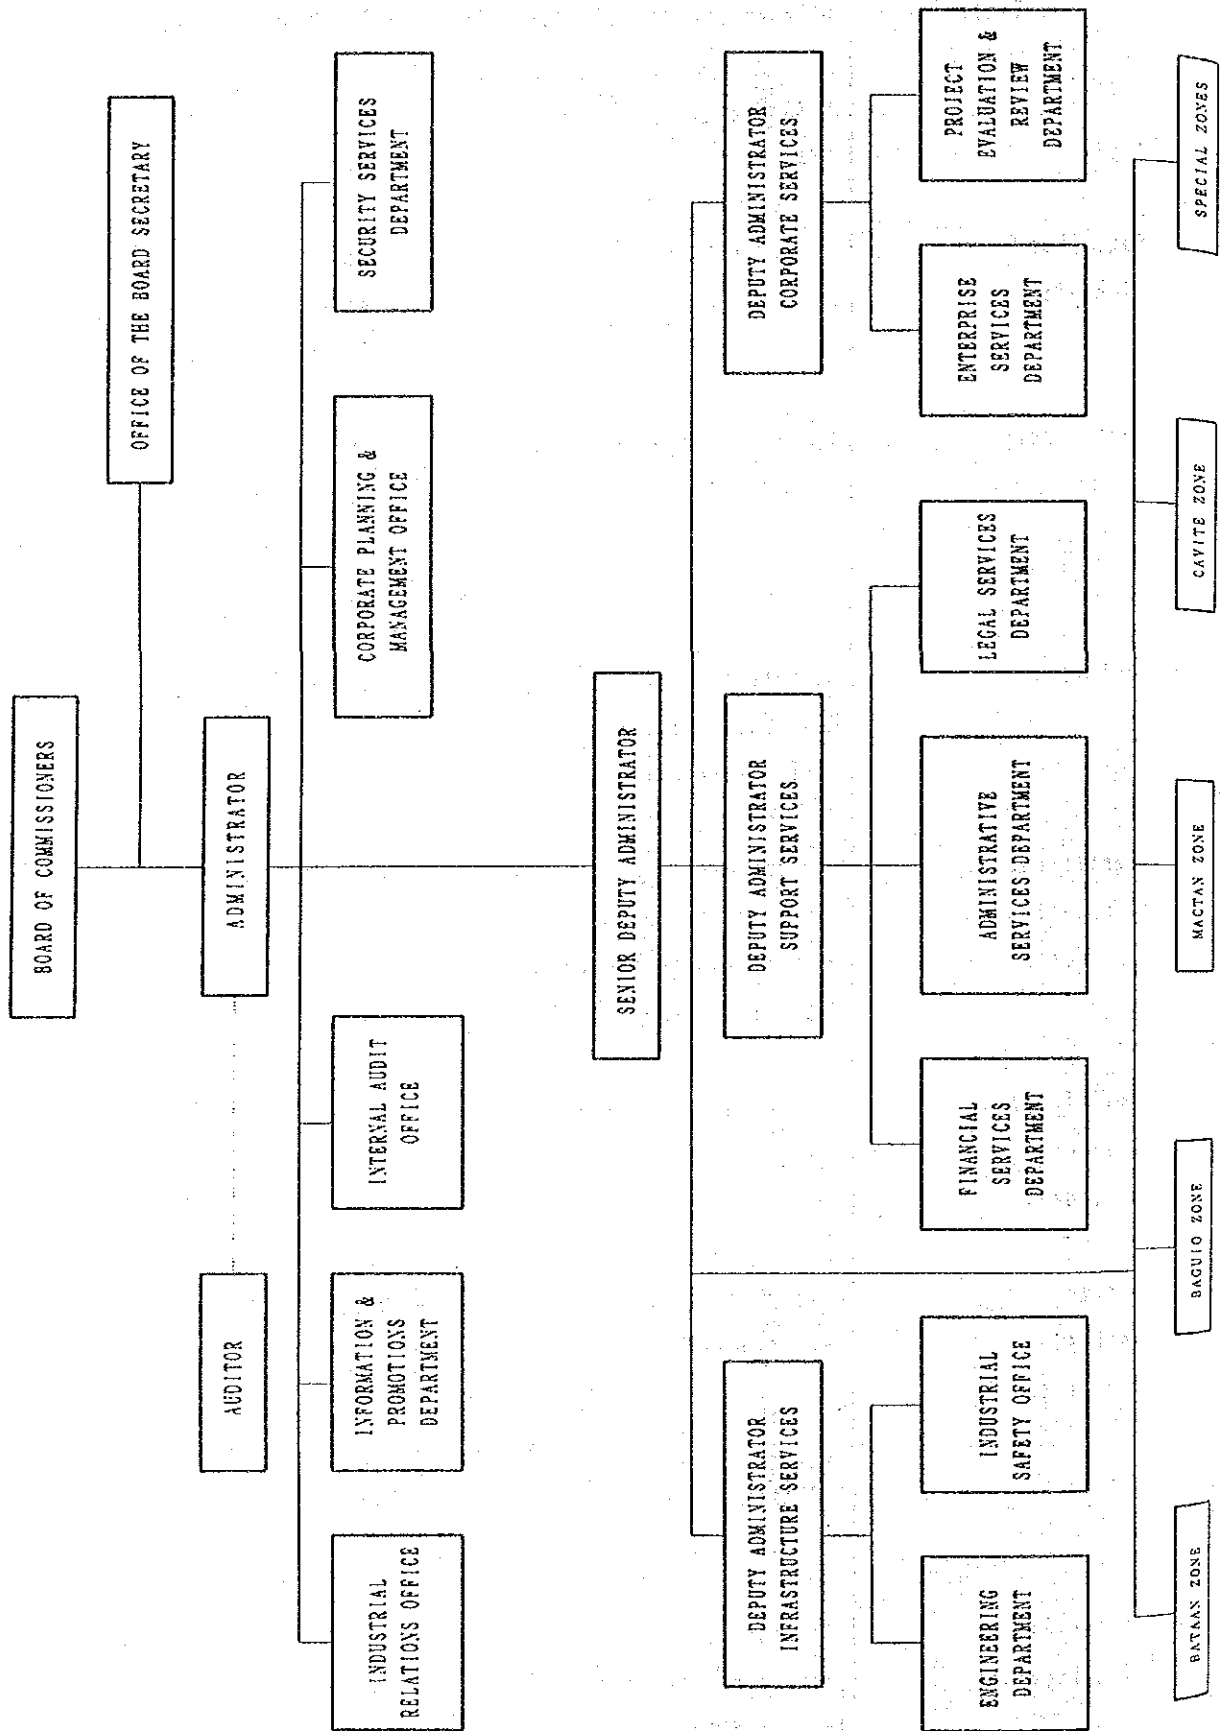 BOARD OF COMMISSIONERS
OFFICE OF THE BOARD SECRETARY
AUDITOR
ADMINISTRATOR
INDUSTRIAL
RELATIONS OFFICE
INFORMATION &
PROMOTIONS
DEPARTMENT
INTERNAL AUDIT
OFFICE
CORPORATE PLANNING &
MANAGEMENT OFFICE
SECURITY SERVICES
DEPARTMENT
SENIOR DEPUTY ADMINISTRATOR
DEPUTY ADMINISTRATOR
INFRASTRUCTURE SERVICES
DEPUTY ADMINISTRATOR
SUPPORT SERVICES
DEPUTY ADMINISTRATOR
CORPORATE SERVICES
ENGINEERING
DEPARTMENT
INDUSTRIAL
SAFETY OFFICE
FINANCIAL
SERVICES
DEPARTMENT
ADMINISTRATIVE
SERVICES DEPARTMENT
LEGAL SERVICES
DEPARTMENT
ENTERPRISE
SERVICES
DEPARTMENT
PROJECT
EVALUATION &
REVIEW
DEPARTMENT
BATAAN ZONE
BAGUIO ZONE
MACTAN ZONE
CAVITE ZONE
SPECIAL ZONES